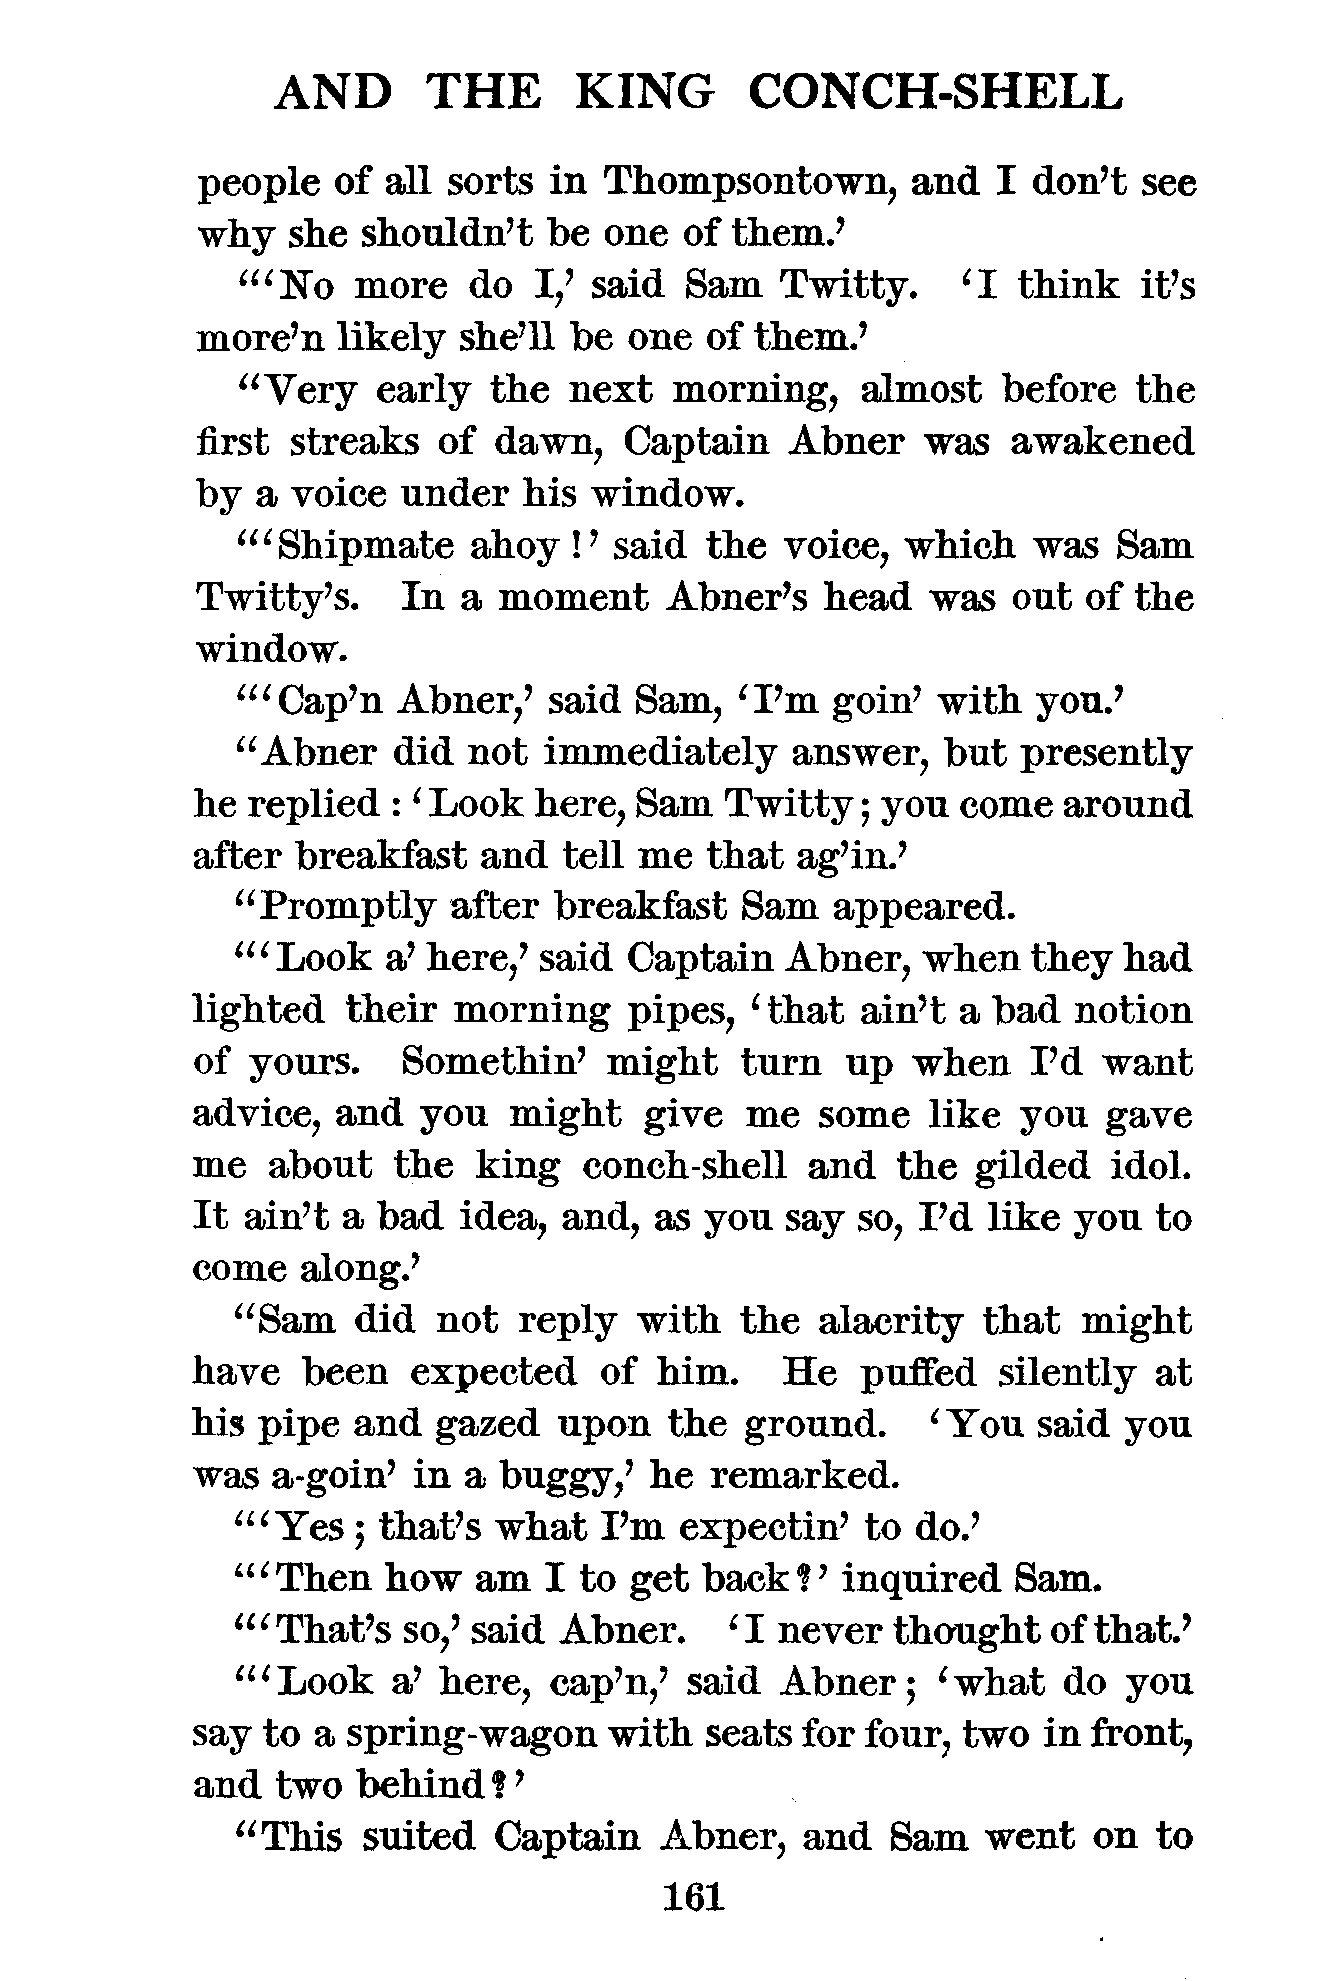 AND THE KING CONCH-SHELL
people of all sorts in Thompsontown, and I don't see
why she shouldn't be one of them.'
"'No more do I,' said Sam Twitty. 'I think it's
more'n likely she'll be one of them.'
"Very early the next morning, almost before the
first streaks of dawn, Captain Abner was awakened
by a voice under his window.
"'Shipmate ahoy!' said the voice, which was Sam
Twitty's. In a moment Abner's head was out of the
window.
"'Cap'n Abner,' said Sam, 'I'm goin' with you.'
"Abner did not immediately answer, but presently
he replied: 'Look here, Sam Twitty; you come around
after breakfast and tell me that ag'in.'
"Promptly after breakfast Sam appeared.
"'Look a' here,' said Captain Abner, when they had
lighted their morning pipes, 'that ain't a bad notion
of yours. Somethin' might turn up when I'd want
advice, and you might give me some like you gave
me about the king conch-shell and the gilded idol.
It ain't a bad idea, and, as you say so, I'd like you to
come along.'
"Sam did not reply with the alacrity that might
have been expected of him. He puffed silently at
his pipe and gazed upon the ground. 'You said you
was a-goin' in a buggy,' he remarked.
"'Yes; that's what I'm expectin' to do.'
"'Then how am I to get back?' inquired Sam.
"'That's so,' said Abner. 'I never thought of that.'
"'Look a' here, cap'n,' said Abner; 'what do you
say to a spring-wagon with seats for four, two in front,
and two behind?'
"This suited Captain Abner, and Sam went on to
161